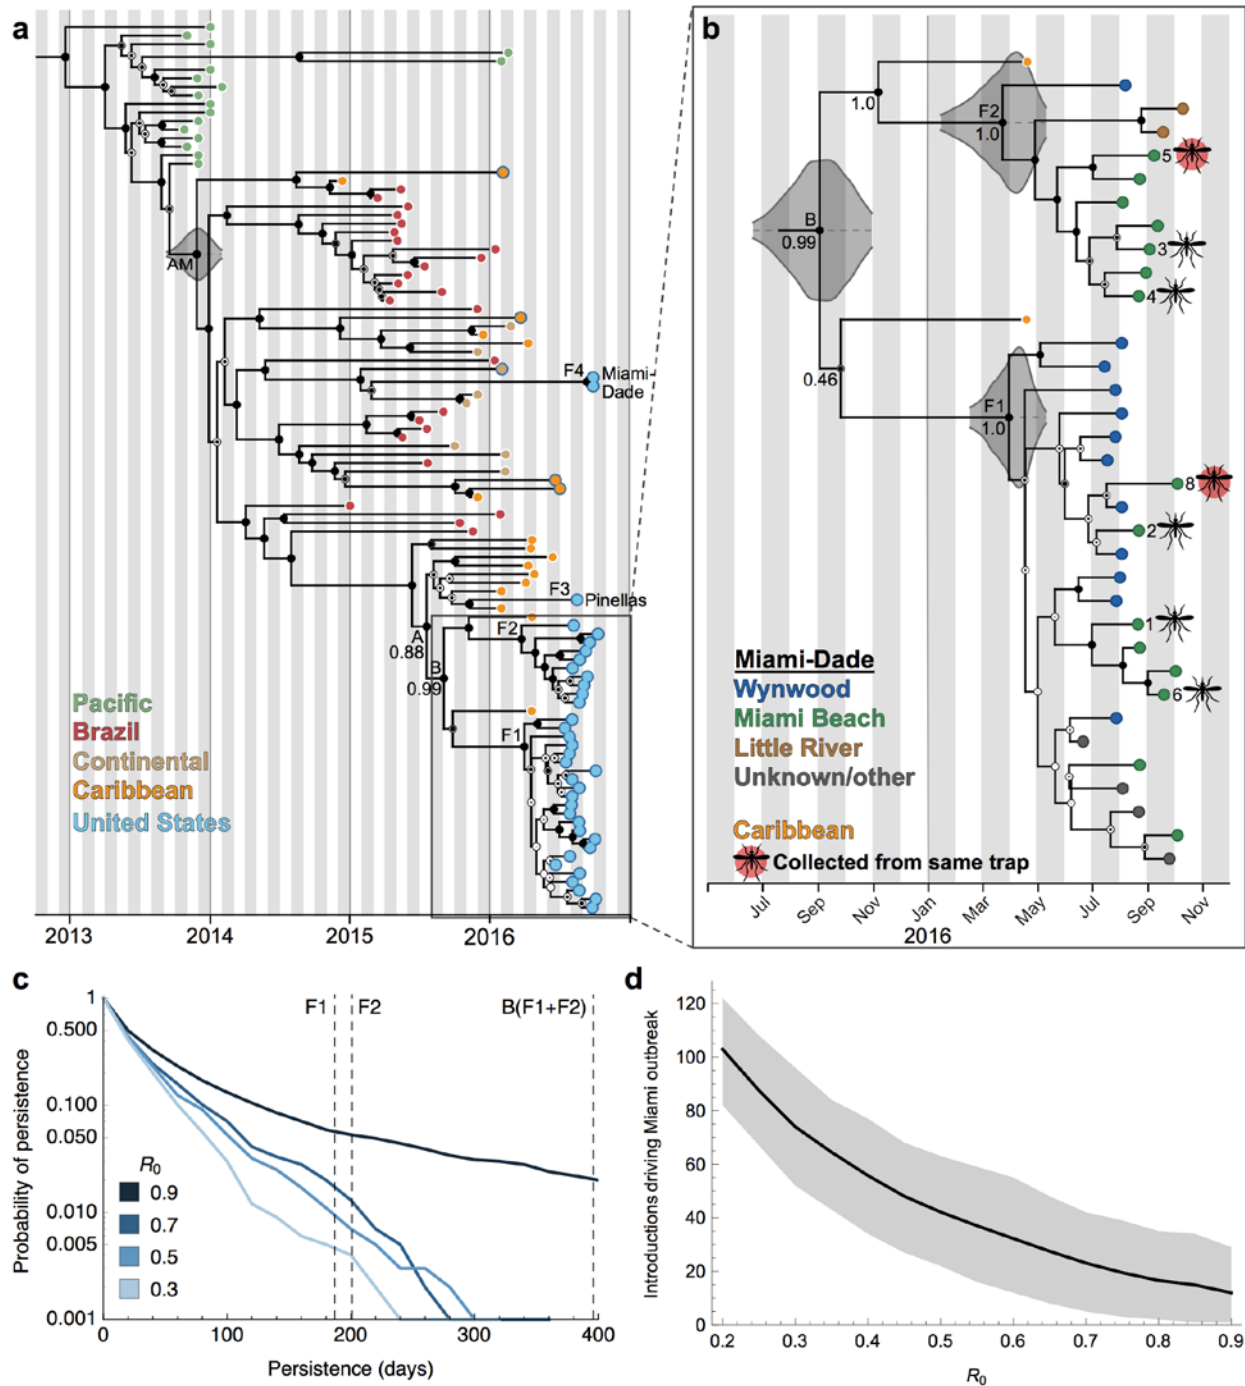 a
AM
F4
Miami-
Dade
F3
Pinellas
A
0.88
B
0.99
F2
F1
Pacific
Brazil
Continental
Caribbean
United States
2013
2014
2015
2016
b
1.0
F2
1.0
B
0.99
0.46
F1
1.0
5
3
4
8
2
1
6
Miami-Dade
Wynwood
Miami Beach
Little River
Unknown/other
Caribbean
Collected from same trap
Jul
Sep
Nov
Jan
Mar
May
Jul
Sep
Nov
2016
c
Probability of persistence
1
0.500
0.100
0.050
0.010
0.005
0.001
F1
F2
B(F1+F2)
R0
0.9
0.7
0.5
0.3
0
100
200
300
400
Persistence (days)
d
Introductions driving Miami outbreak
120
100
80
60
40
20
0
0.2
0.3
0.4
0.5
0.6
0.7
0.8
0.9
R0